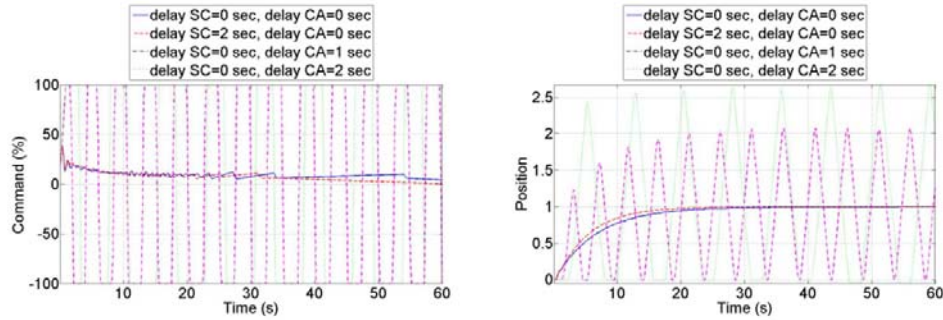 delay SC=0 sec, delay CA=0 sec
delay SC=2 sec, delay CA=0 sec
delay SC=0 sec, delay CA=1 sec
delay SC=0 sec, delay CA=2 sec
100
50
0
-50
-100
Command (%)
10 20 30 40 50 60
Time (s)
delay SC=0 sec, delay CA=0 sec
delay SC=2 sec, delay CA=0 sec
delay SC=0 sec, delay CA=1 sec
delay SC=0 sec, delay CA=2 sec
2.5
2
1.5
1
0.5
0
Position
10 20 30 40 50 60
Time (s)